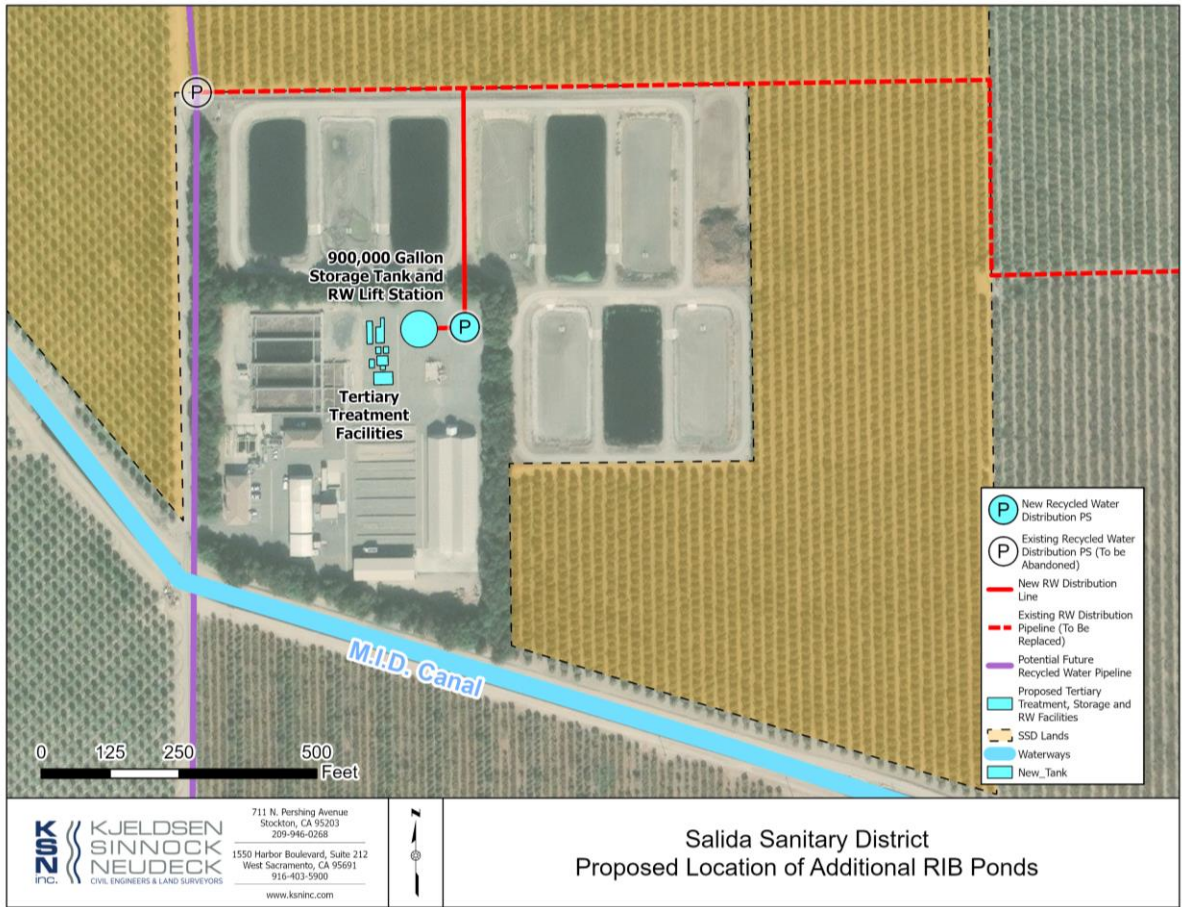 P
900,000 Gallon
Storage Tank and
RW Lift Station
P
Tertiary
Treatment
Facilities
M.I.D. Canal
0 125 250 500
Feet
P New Recycled Water
Distribution PS
P Existing Recycled Water
Distribution PS (To be
Abandoned)
New RW Distribution
Line
Existing RW Distribution
Pipeline (To Be
Replaced)
Potential Future
Recycled Water Pipeline
Proposed Tertiary
Treatment, Storage and
RW Facilities
SSD Lands
Waterways
New_Tank
KSN
inc.
KJELDSEN
SINNOCK
NEUDECK
CIVIL ENGINEERS & LAND SURVEYORS
711 N. Pershing Avenue
Stockton, CA 95203
209-946-0268
1550 Harbor Boulevard, Suite 212
West Sacramento, CA 95691
916-403-5900
www.ksninc.com
N
Salida Sanitary District
Proposed Location of Additional RIB Ponds